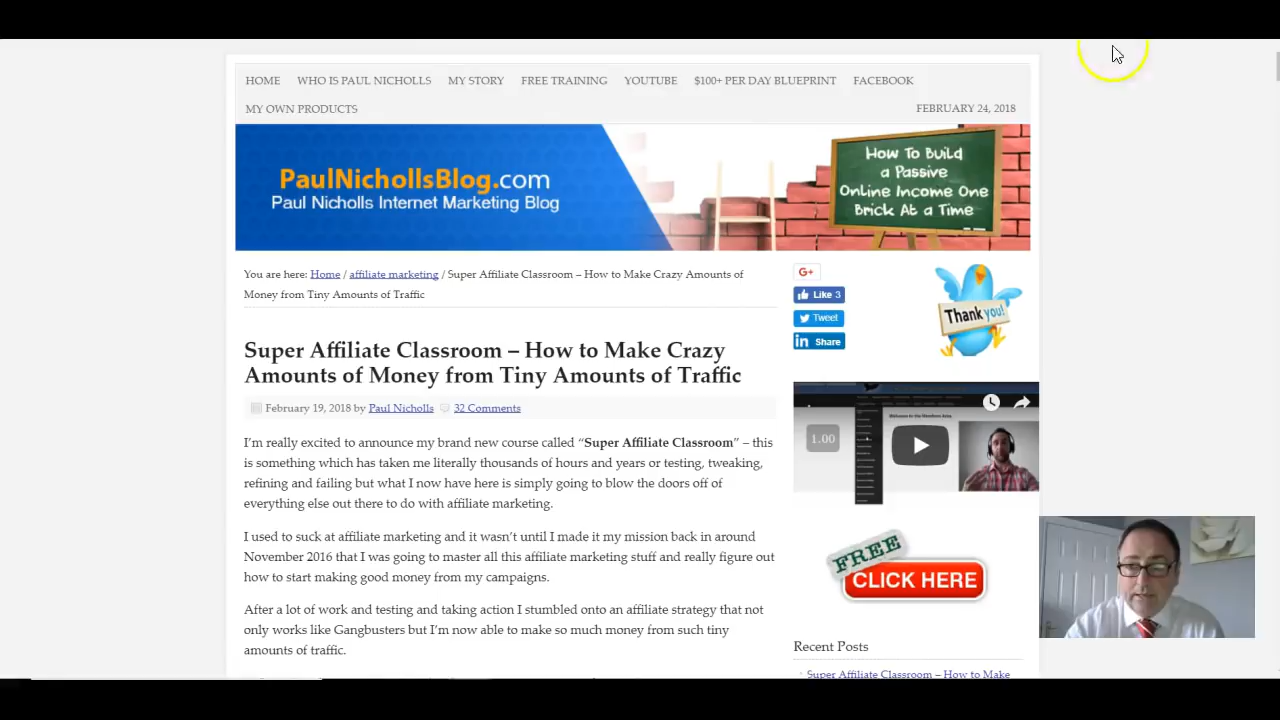 HOME WHO IS PAUL NICHOLLS MY STORY FREE TRAINING YOUTUBE $100+ PER DAY BLUEPRINT FACEBOOK
MY OWN PRODUCTS FEBRUARY 24, 2018
PaulNichollsBlog.com
Paul Nicholls Internet Marketing Blog
How To Build
a Passive
Online Income One
Brick At a Time
You are here: Home / affiliate marketing / Super Affiliate Classroom – How to Make Crazy Amounts of
Money from Tiny Amounts of Traffic
G+
Like 3
Tweet
in Share
Thank you!
Super Affiliate Classroom – How to Make Crazy
Amounts of Money from Tiny Amounts of Traffic
February 19, 2018 by Paul Nicholls 32 Comments
I'm really excited to announce my brand new course called “Super Affiliate Classroom” – this
is something which has taken me literally thousands of hours and years or testing, tweaking,
refining and failing but what I now have here is simply going to blow the doors off of
everything else out there to do with affiliate marketing.
I used to suck at affiliate marketing and it wasn't until I made it my mission back in around
November 2016 that I was going to master all this affiliate marketing stuff and really figure out
how to start making good money from my campaigns.
After a lot of work and testing and taking action I stumbled onto an affiliate strategy that not
only works like Gangbusters but I'm now able to make so much money from such tiny
amounts of traffic.
1.00
FREE
CLICK HERE
Recent Posts
Super Affiliate Classroom – How to Make